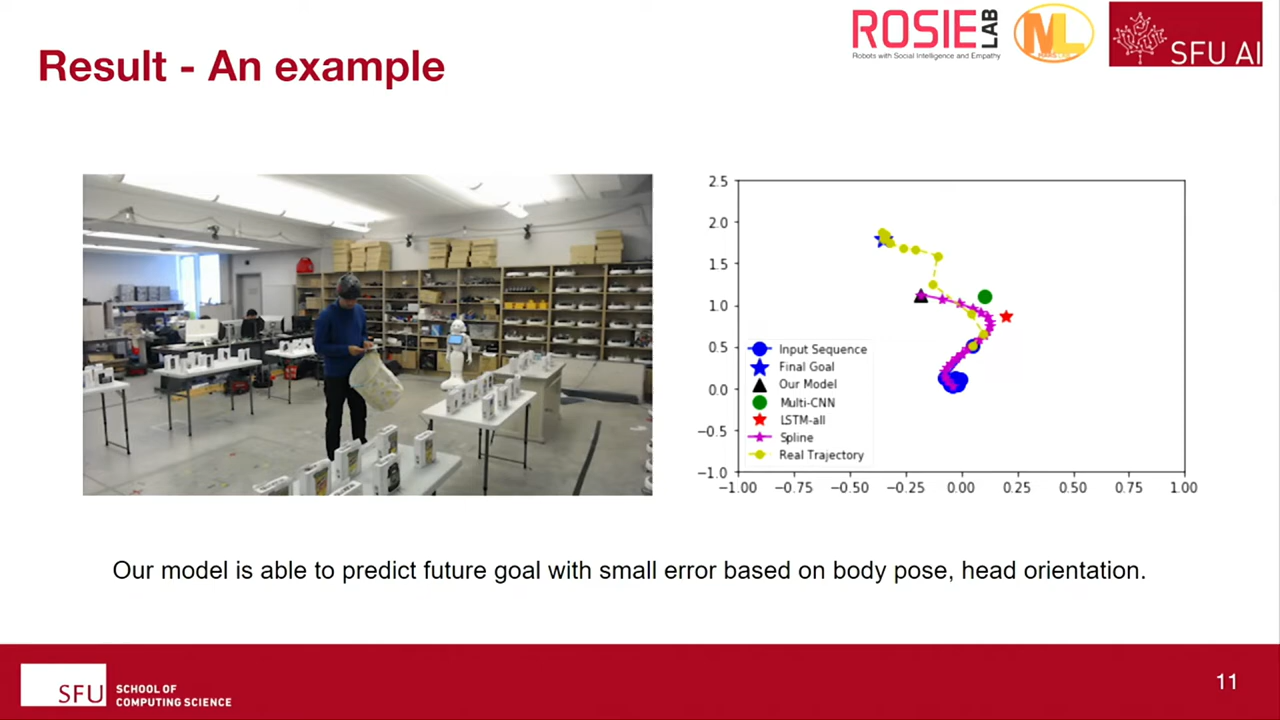 ROSIE LAB
Robots with Social Intelligence and Empathy
ML
SFU AI
Result - An example
2.5
2.0
1.5
1.0
0.5
0.0
−0.5
−1.0
−1.00 −0.75 −0.50 −0.25 0.00 0.25 0.50 0.75 1.00
Input Sequence
Final Goal
Our Model
Multi-CNN
LSTM-all
Spline
Real Trajectory
Our model is able to predict future goal with small error based on body pose, head orientation.
SFU
SCHOOL OF
COMPUTING SCIENCE
11